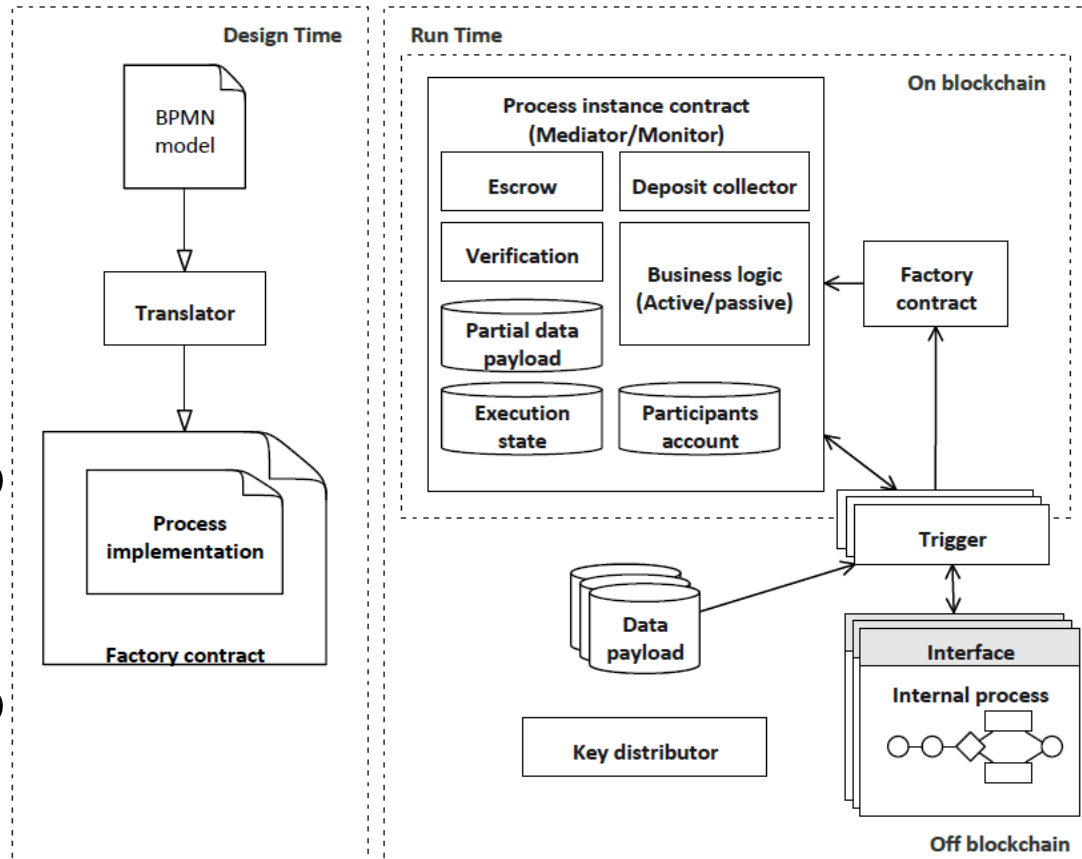 Design Time
BPMN
model
Translator
Process
implementation
Factory contract
Run Time
On blockchain
Process instance contract
(Mediator/Monitor)
Escrow
Deposit collector
Verification
Business logic
(Active/passive)
Partial data
payload
Execution
state
Participants
account
Factory
contract
Trigger
Data
payload
Interface
Internal process
Key distributor
Off blockchain